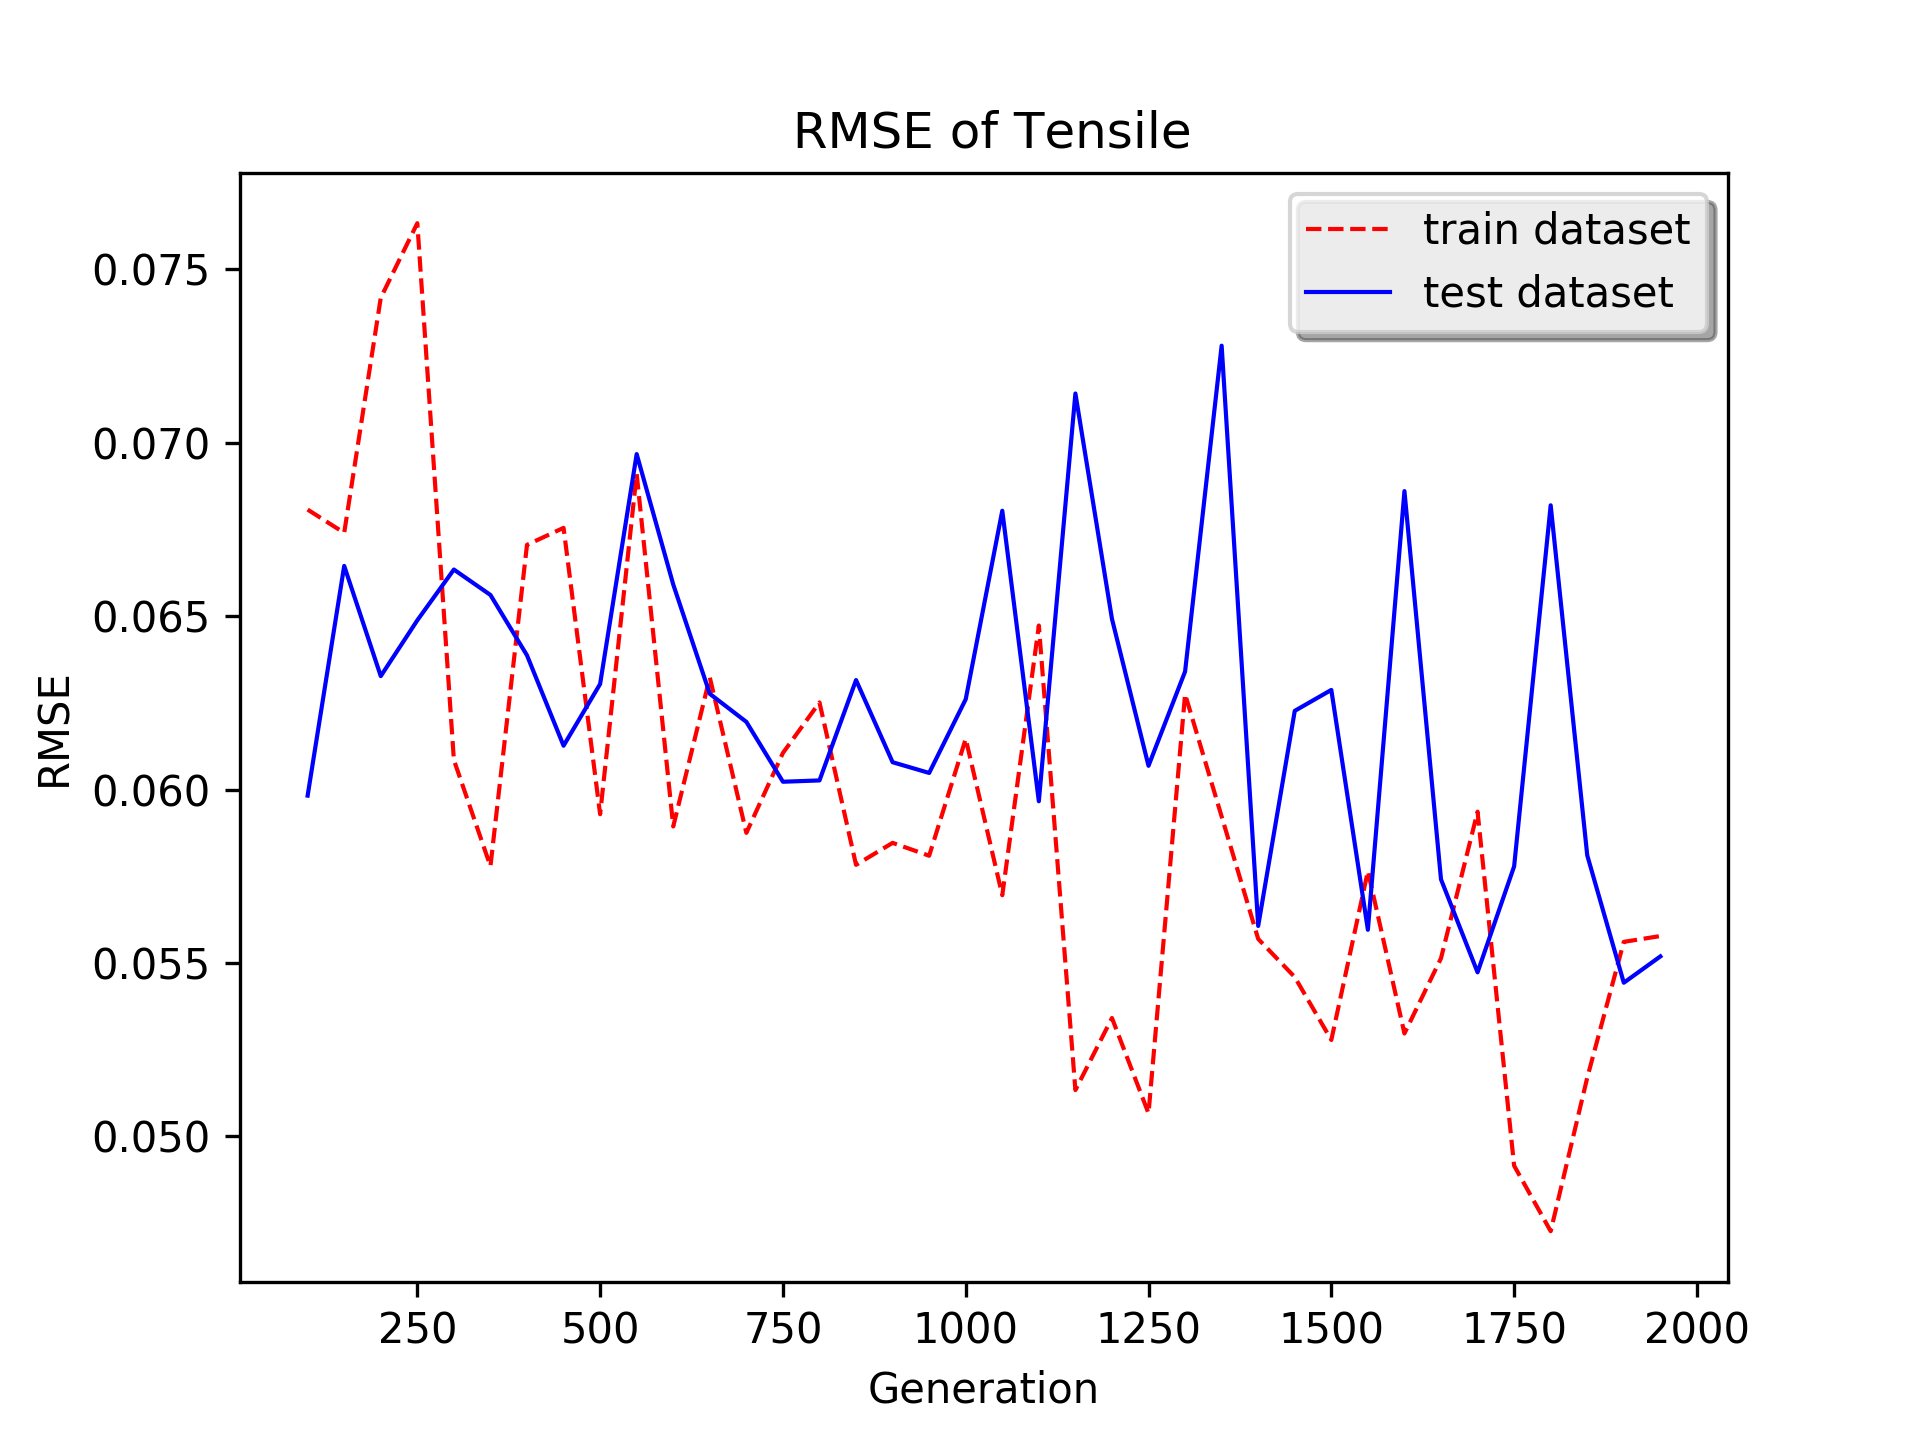 RMSE of Tensile
train dataset
test dataset
RMSE
0.075
0.070
0.065
0.060
0.055
0.050
250 500 750 1000 1250 1500 1750 2000
Generation